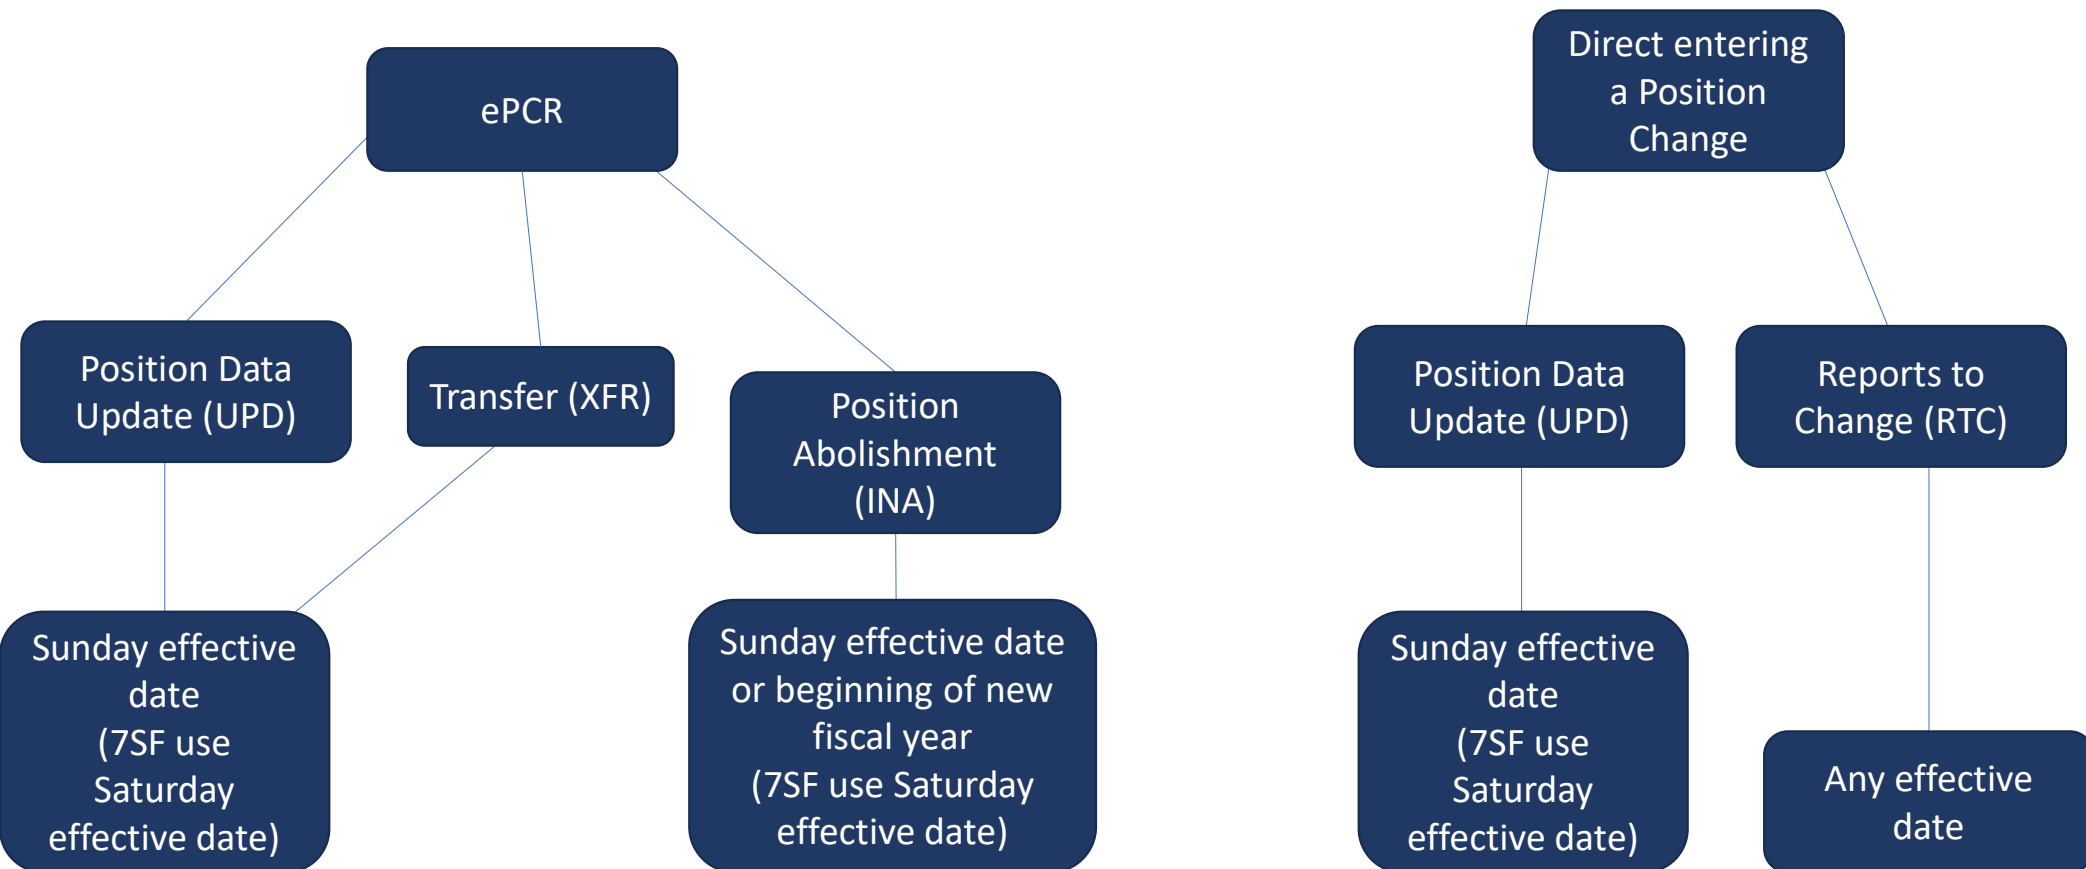 ePCR
Direct entering
a Position
Change
Position Data
Update (UPD)
Transfer (XFR)
Position
Abolishment
(INA)
Position Data
Update (UPD)
Reports to
Change (RTC)
Sunday effective
date
(7SF use
Saturday
effective date)
Sunday effective date
or beginning of new
fiscal year
(7SF use Saturday
effective date)
Sunday effective
date
(7SF use
Saturday
effective date)
Any effective
date